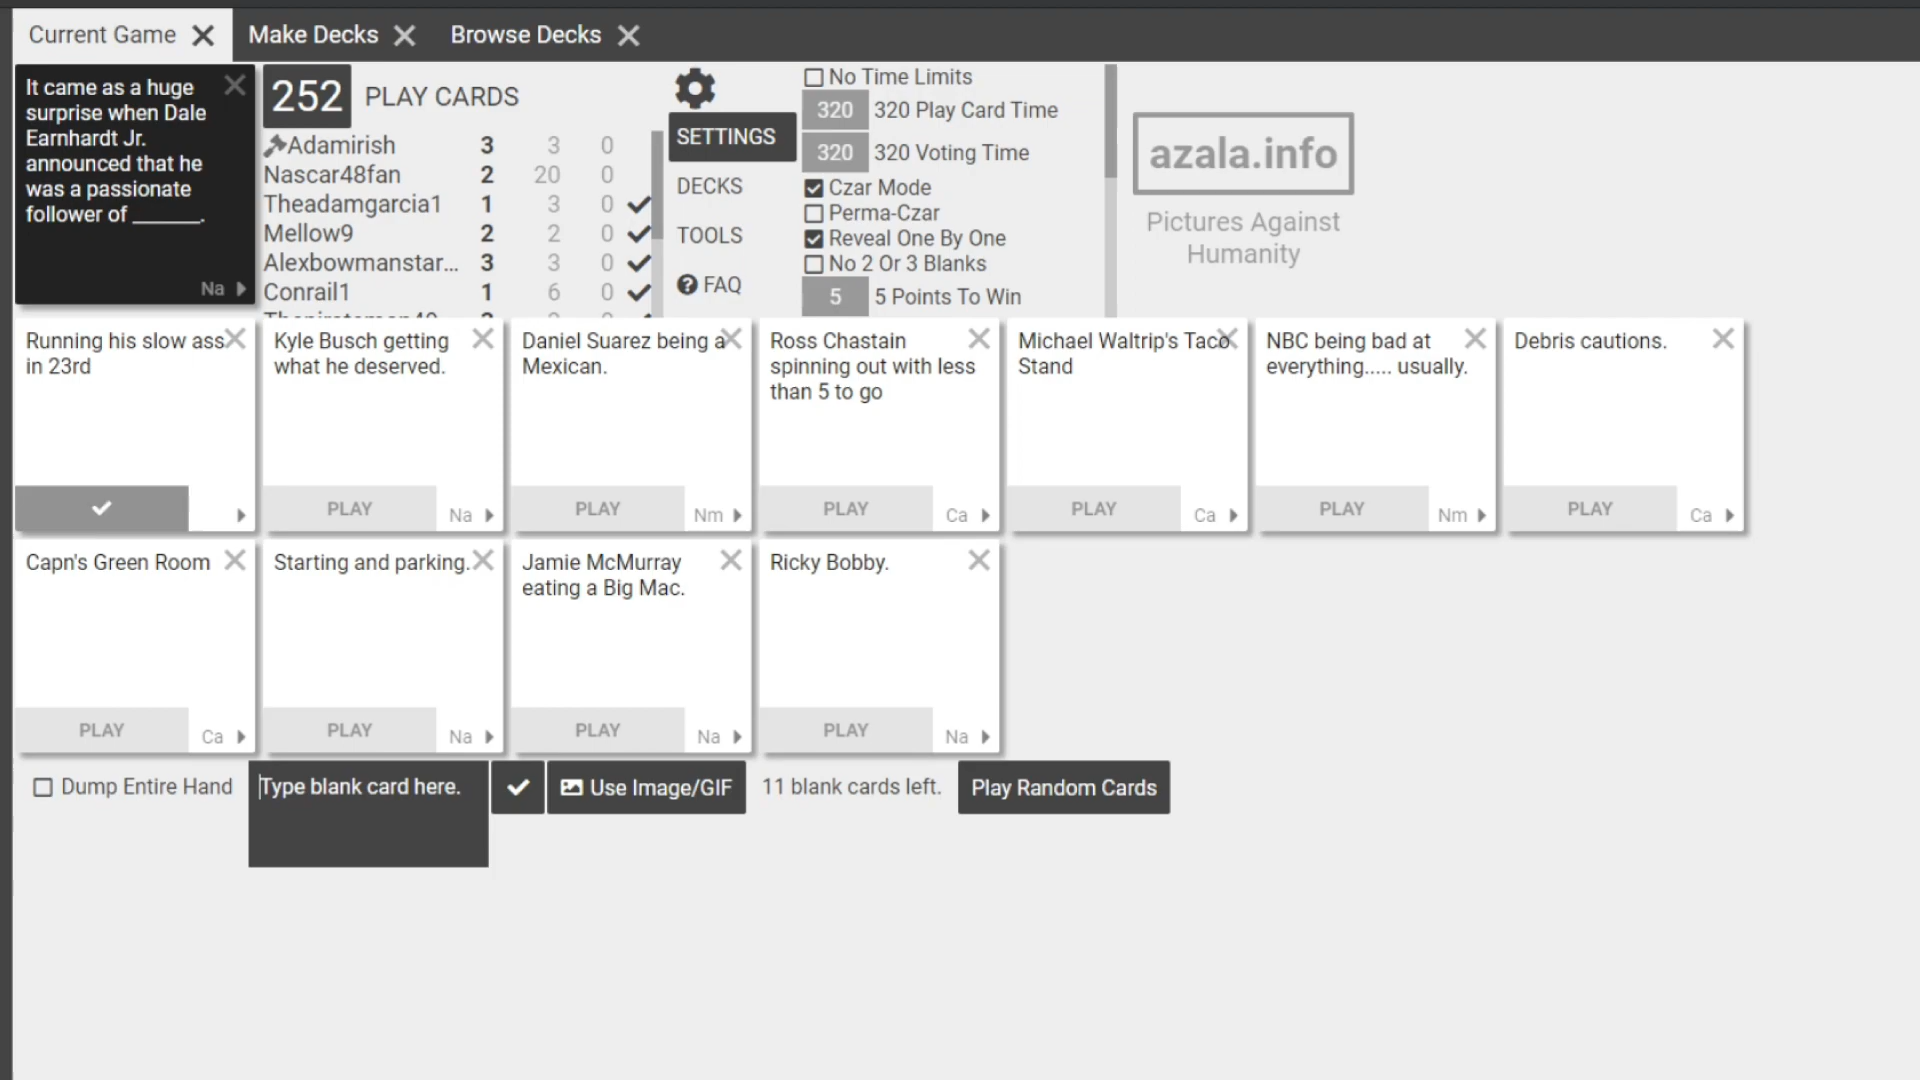 Current Game
Make Decks
Browse Decks
It came as a huge
surprise when Dale
Earnhardt Jr.
announced that he
was a passionate
follower of ______.
Na
252 PLAY CARDS
Adamirish 3 3 0
Nascar48fan 2 20 0
Theadamgarcia1 1 3 0
Mellow9 2 2 0
Alexbowmanstar... 3 3 0
Conrail1 1 6 0
SETTINGS
DECKS
TOOLS
FAQ
No Time Limits
320 320 Play Card Time
320 320 Voting Time
Czar Mode
Perma-Czar
Reveal One By One
No 2 Or 3 Blanks
5 5 Points To Win
azala.info
Pictures Against
Humanity
Running his slow ass
in 23rd
Kyle Busch getting
what he deserved.
PLAY Na
Daniel Suarez being a
Mexican.
PLAY Nm
Ross Chastain
spinning out with less
than 5 to go
PLAY Ca
Michael Waltrip's Taco
Stand
PLAY Ca
NBC being bad at
everything..... usually.
PLAY Nm
Debris cautions.
PLAY Ca
Capn's Green Room
PLAY Ca
Starting and parking.
PLAY Na
Jamie McMurray
eating a Big Mac.
PLAY Na
Ricky Bobby.
PLAY Na
Dump Entire Hand
Type blank card here.
Use Image/GIF
11 blank cards left.
Play Random Cards